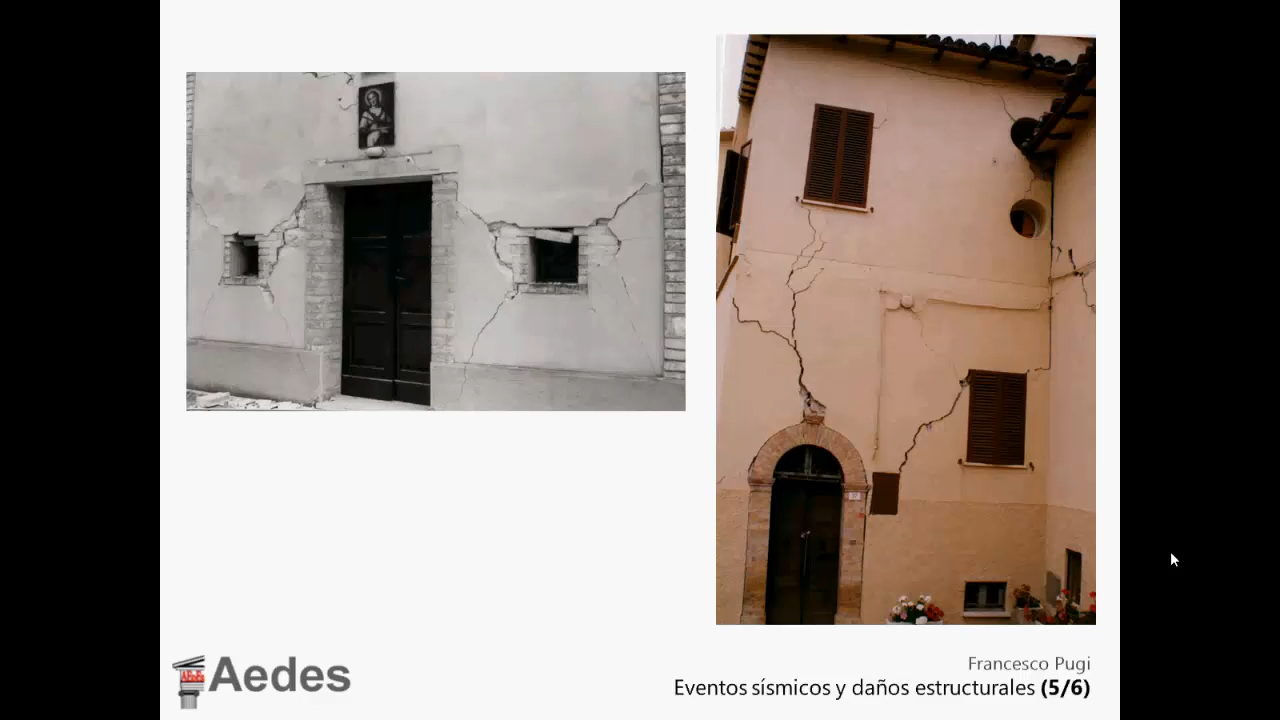 Aedes
Francesco Pugi
Eventos sísmicos y daños estructurales (5/6)